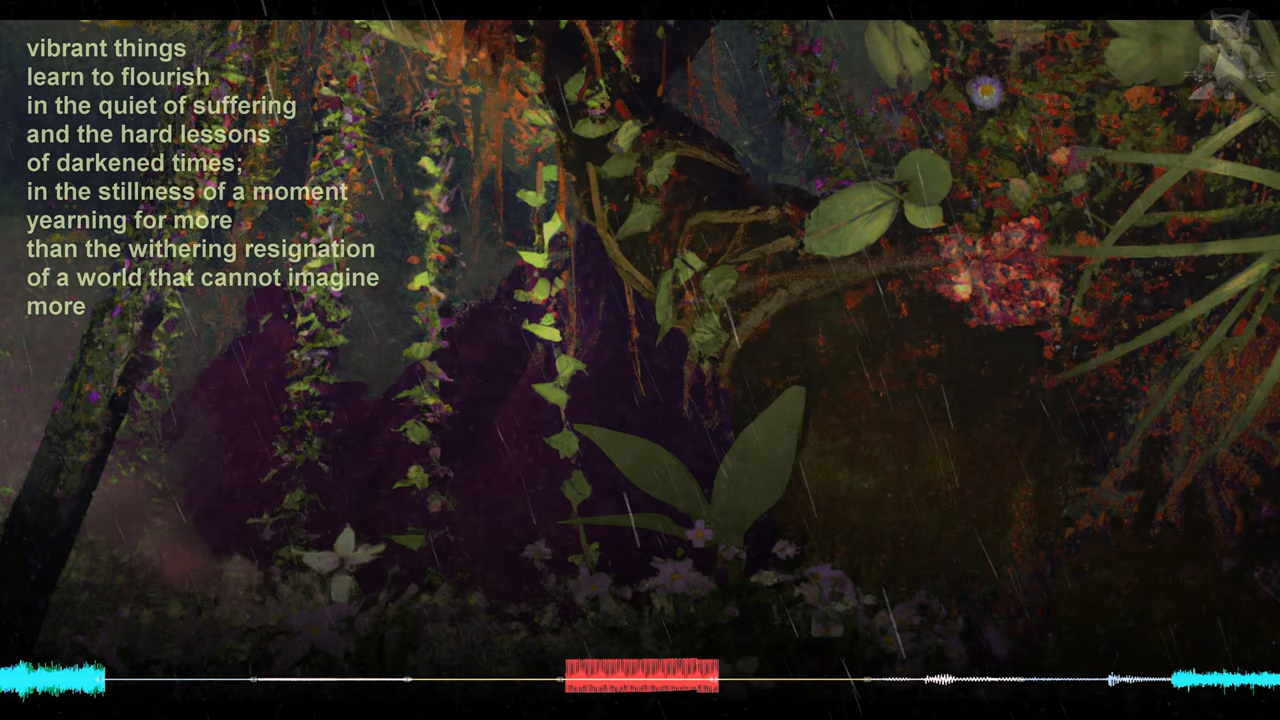 vibrant things
learn to flourish
in the quiet of suffering
and the hard lessons
of darkened times;
in the stillness of a moment
yearning for more
than the withering resignation
of a world that cannot imagine
more